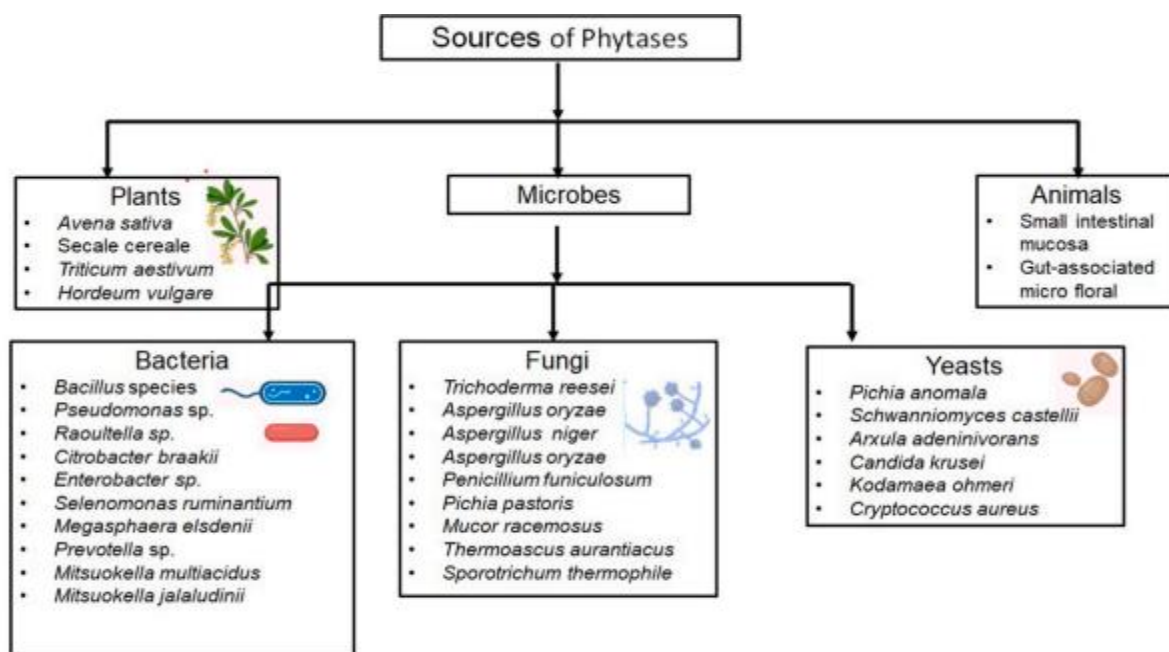 Sources of Phytases
Plants
• Avena sativa
• Secale cereale
• Triticum aestivum
• Hordeum vulgare
Microbes
Animals
• Small intestinal
mucosa
• Gut-associated
micro floral
Bacteria
• Bacillus species
• Pseudomonas sp.
• Raoultella sp.
• Citrobacter braakii
• Enterobacter sp.
• Selenomonas ruminantium
• Megasphaera elsdenii
• Prevotella sp.
• Mitsuokella multiacidus
• Mitsuokella jalaludinii
Fungi
• Trichoderma reesei
• Aspergillus oryzae
• Aspergillus niger
• Aspergillus oryzae
• Penicillium funiculosum
• Pichia pastoris
• Mucor racemosus
• Thermoascus aurantiacus
• Sporotrichum thermophile
Yeasts
• Pichia anomala
• Schwanniomyces castellii
• Arxula adeninivorans
• Candida krusei
• Kodamaea ohmeri
• Cryptococcus aureus